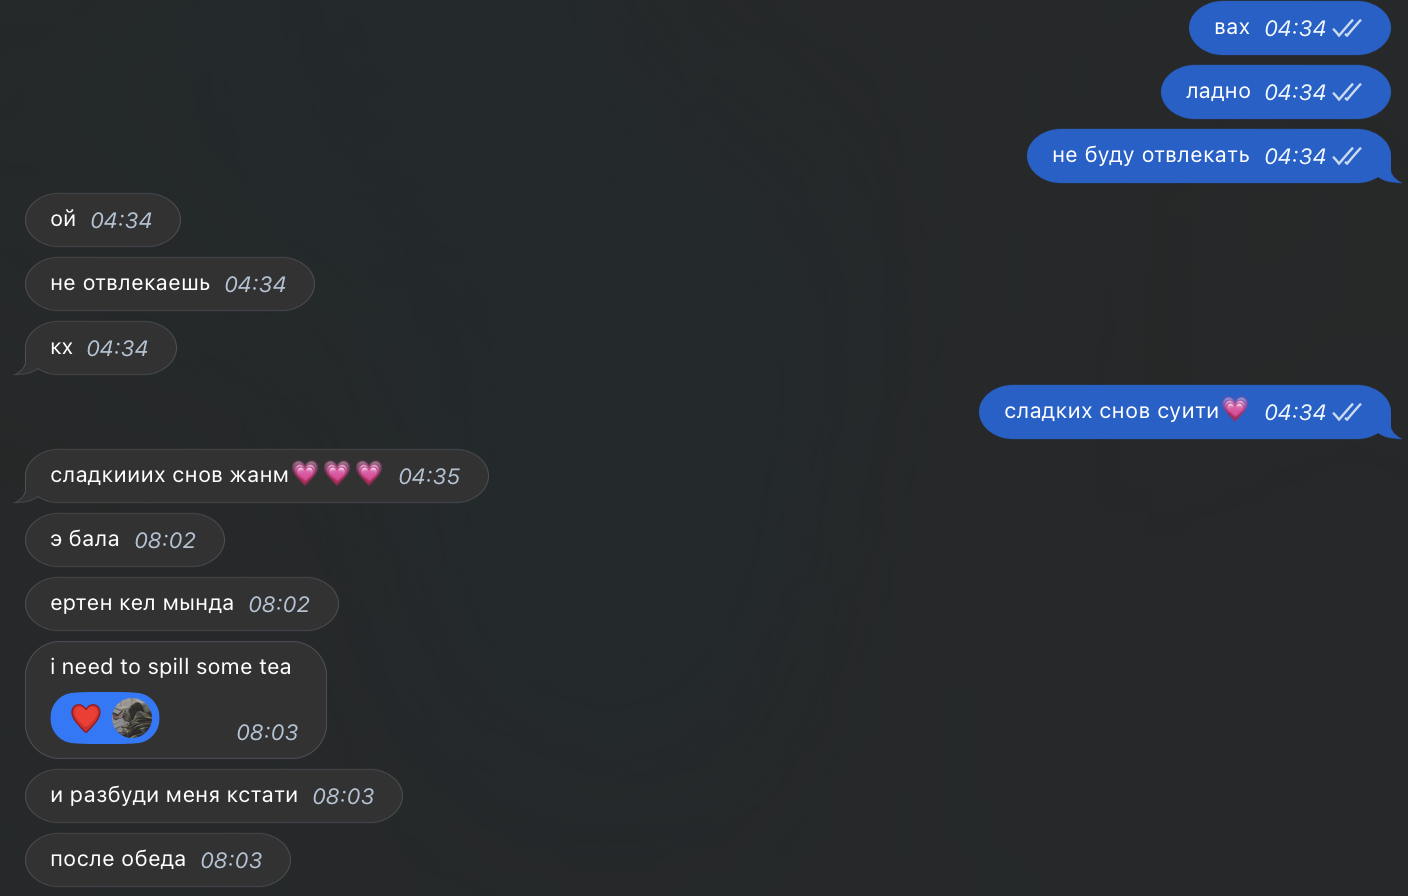 вах 04:34
ладно 04:34
не буду отвлекать 04:34
ой 04:34
не отвлекаешь 04:34
кх 04:34
сладких снов суити💗 04:34
сладкииих снов жанм💗💗💗 04:35
э бала 08:02
ертен кел мында 08:02
i need to spill some tea
❤️ 08:03
и разбуди меня кстати 08:03
после обеда 08:03